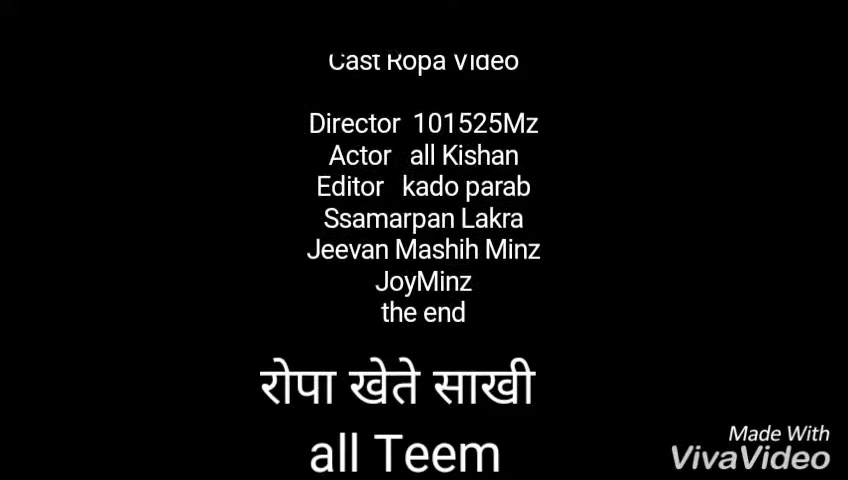 Cast Ropa Video
Director 101525Mz
Actor all Kishan
Editor kado parab
Ssamarpan Lakra
Jeevan Mashih Minz
JoyMinz
the end
रोपा खेते साखी
all Teem
Made With
VivaVideo